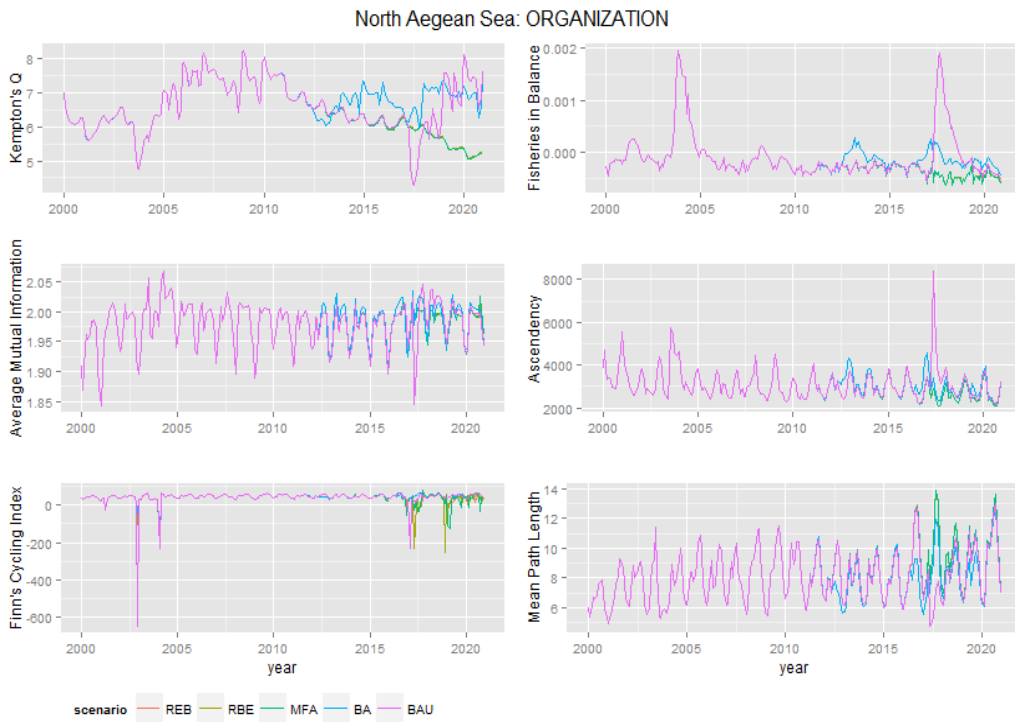 North Aegean Sea: ORGANIZATION
Kempton's Q
8
7
6
5
2000 2005 2010 2015 2020
Fisheries in Balance
0.002
0.001
0.000
2000 2005 2010 2015 2020
Average Mutual Information
2.05
2.00
1.95
1.90
1.85
2000 2005 2010 2015 2020
Ascendency
8000
6000
4000
2000
2000 2005 2010 2015 2020
Finn's Cycling Index
0
-200
-400
-600
2000 2005 2010 2015 2020
year
Mean Path Length
14
12
10
8
6
2000 2005 2010 2015 2020
year
scenario REB RBE MFA BA BAU